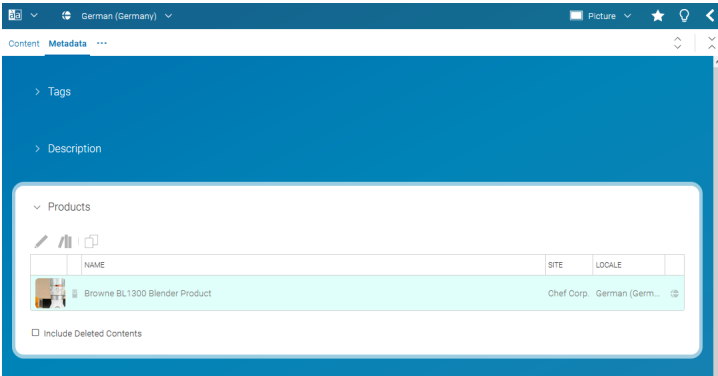 āa German (Germany) Picture
Content Metadata ···
Tags
Description
Products
NAME SITE LOCALE
Browne BL1300 Blender Product Chef Corp. German (Germ...
Include Deleted Contents